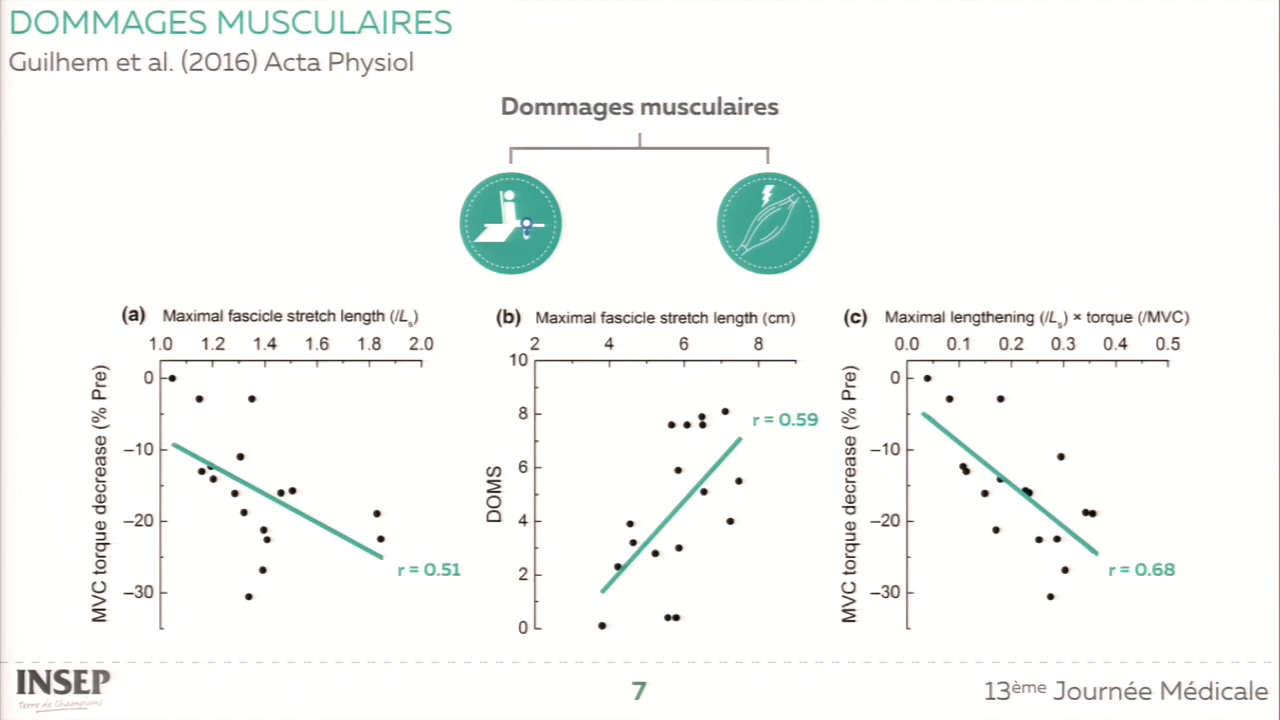 DOMMAGES MUSCULAIRES
Guilhem et al. (2016) Acta Physiol
Dommages musculaires
(a) Maximal fascicle stretch length (/Ls)
1.0 1.2 1.4 1.6 1.8 2.0
MVC torque decrease (% Pre)
0
−10
−20
−30
r = 0.51
(b) Maximal fascicle stretch length (cm)
2 4 6 8
DOMS
10
8
6
4
2
0
r = 0.59
(c) Maximal lengthening (/Ls) × torque (/MVC)
0.0 0.1 0.2 0.3 0.4 0.5
MVC torque decrease (% Pre)
0
−10
−20
−30
r = 0.68
INSEP
Terre de Champions
7
13ème Journée Médicale